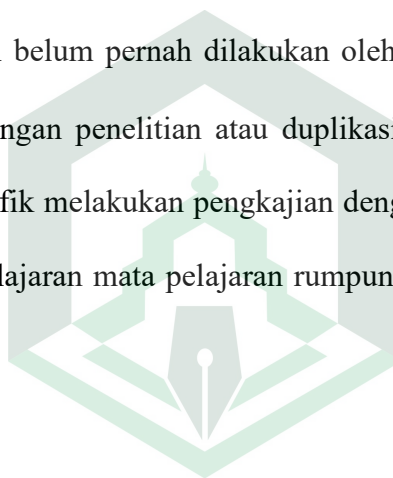 belum pernah dilakukan oleh
ngan penelitian atau duplikasi
fik melakukan pengkajian deng
lajaran mata pelajaran rumpun